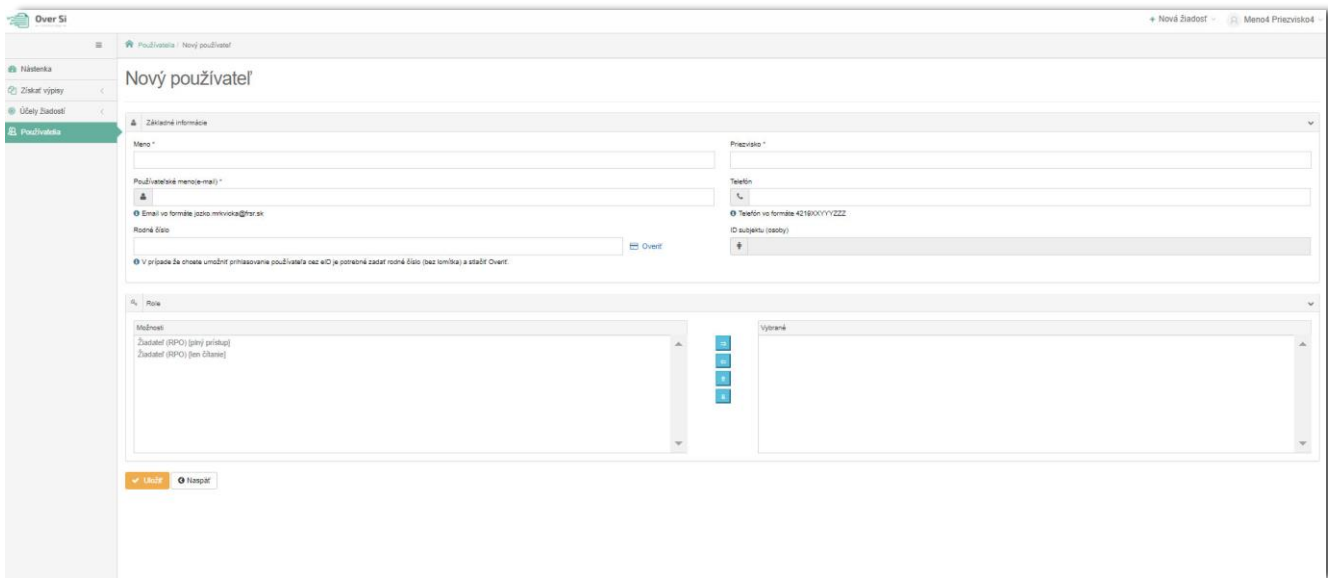 Over Si
+ Nová žiadosť
Meno4 Priezvisko4
Používatelia / Nový používateľ
Nástenka
Získať výpisy
Účely žiadostí
Používatelia
Nový používateľ
Základné informácie
Meno *
Priezvisko *
Používateľské meno(e-mail) *
Telefón
Email vo formáte jozko.mrkvicka@frsr.sk
Telefón vo formáte 4219XXYYYZZZ
Rodné číslo
ID subjektu (osoby)
Overiť
V prípade že chcete umožniť prihlasovanie používateľa cez eID je potrebné zadať rodné číslo (bez lomítka) a stlačiť Overiť.
Role
Možnosti
Vybrané
Žiadateľ (RPO) [plný prístup]
Žiadateľ (RPO) [len čítanie]
Uložiť
Naspäť